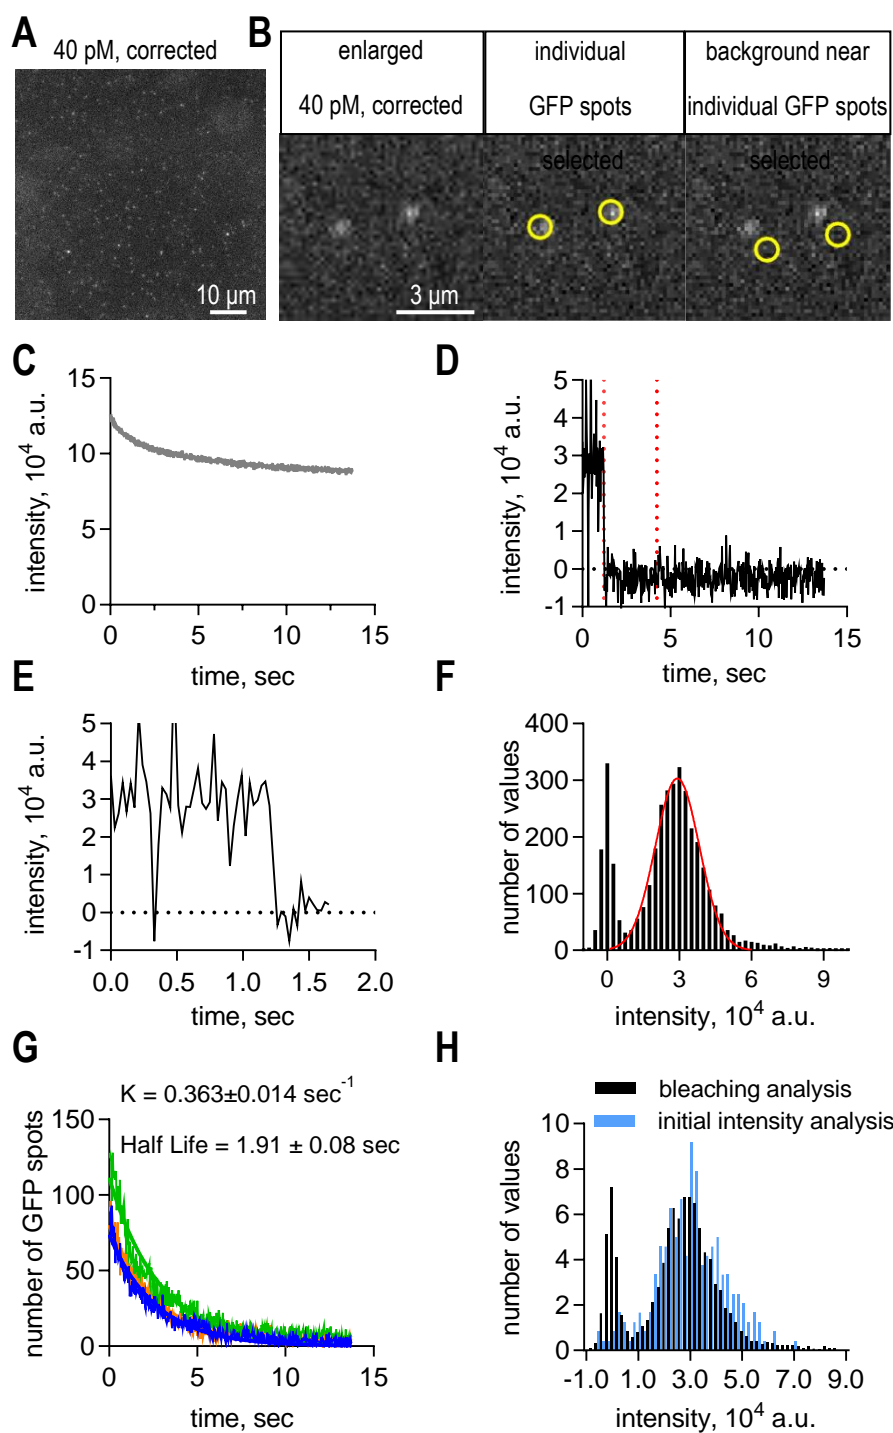 A
40 pM, corrected
10 µm
B
enlarged
40 pM, corrected
individual
GFP spots
selected
background near
individual GFP spots
selected
3 µm
C
intensity, 10⁴ a.u.
15
10
5
0
0 5 10 15
time, sec
D
intensity, 10⁴ a.u.
5
4
3
2
1
0
-1
0 5 10 15
time, sec
E
intensity, 10⁴ a.u.
5
4
3
2
1
0
-1
0.0 0.5 1.0 1.5 2.0
time, sec
F
number of values
400
300
200
100
0
0 3 6 9
intensity, 10⁴ a.u.
G
K = 0.363±0.014 sec⁻¹
Half Life = 1.91 ± 0.08 sec
number of GFP spots
150
100
50
0
0 5 10 15
time, sec
H
bleaching analysis
initial intensity analysis
number of values
10
8
6
4
2
0
-1.0 1.0 3.0 5.0 7.0 9.0
intensity, 10⁴ a.u.